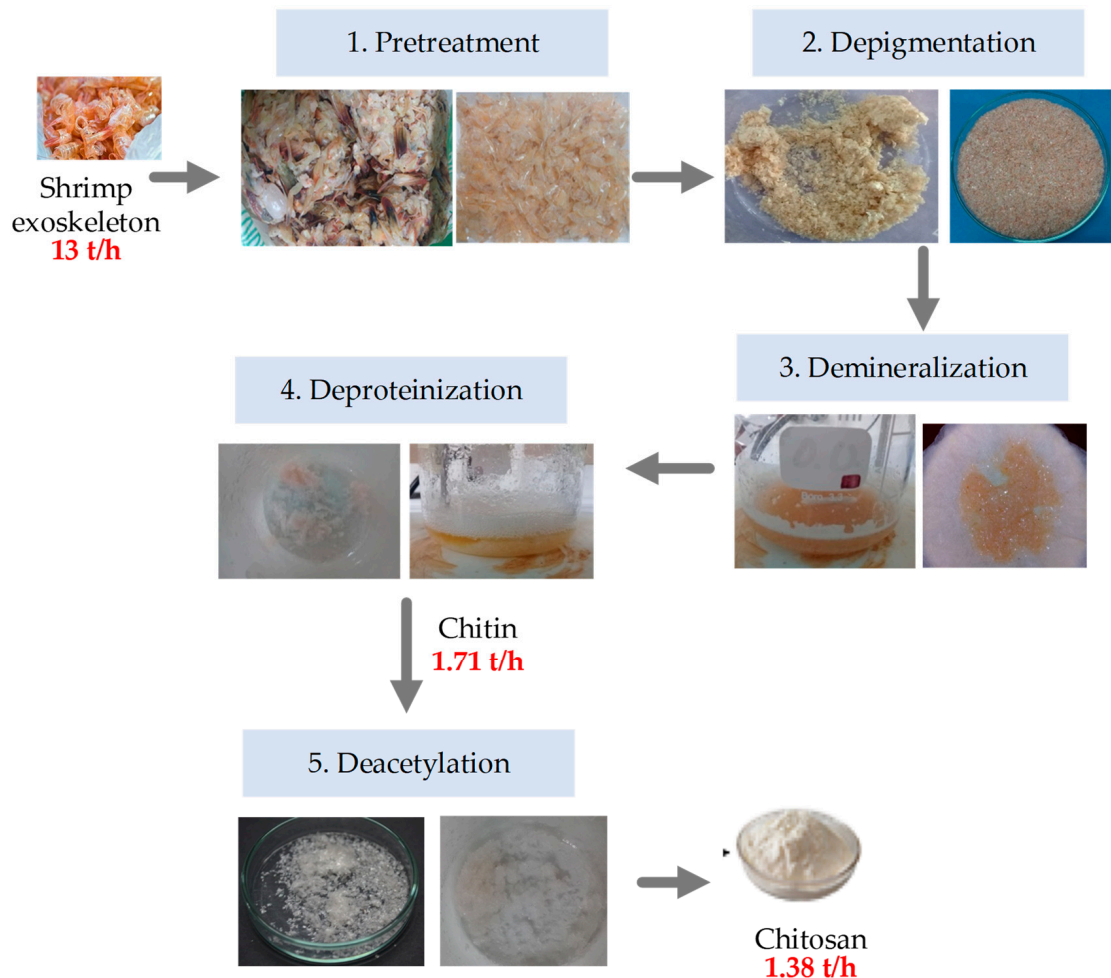 1. Pretreatment
2. Depigmentation
Shrimp
exoskeleton
13 t/h
3. Demineralization
4. Deproteinization
Chitin
1.71 t/h
5. Deacetylation
Chitosan
1.38 t/h